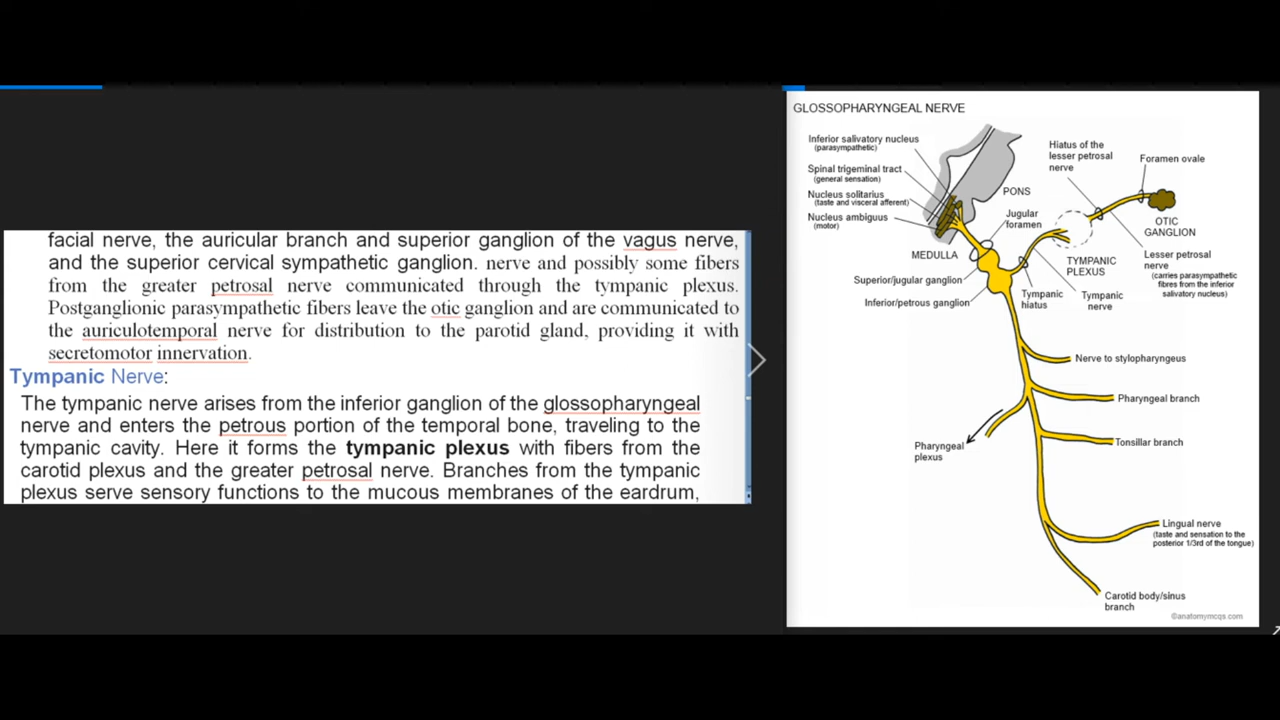 facial nerve, the auricular branch and superior ganglion of the vagus nerve,
and the superior cervical sympathetic ganglion. nerve and possibly some fibers
from the greater petrosal nerve communicated through the tympanic plexus.
Postganglionic parasympathetic fibers leave the otic ganglion and are communicated to
the auriculotemporal nerve for distribution to the parotid gland, providing it with
secretomotor innervation.
Tympanic Nerve:
The tympanic nerve arises from the inferior ganglion of the glossopharyngeal
nerve and enters the petrous portion of the temporal bone, traveling to the
tympanic cavity. Here it forms the tympanic plexus with fibers from the
carotid plexus and the greater petrosal nerve. Branches from the tympanic
plexus serve sensory functions to the mucous membranes of the eardrum,
GLOSSOPHARYNGEAL NERVE
Inferior salivatory nucleus
(parasympathetic)
Spinal trigeminal tract
(general sensation)
Nucleus solitarius
(taste and visceral afferent)
Nucleus ambiguus
(motor)
MEDULLA
PONS
Jugular
foramen
Hiatus of the
lesser petrosal
nerve
Foramen ovale
OTIC
GANGLION
Lesser petrosal
nerve
(carries parasympathetic
fibres from the inferior
salivatory nucleus)
TYMPANIC
PLEXUS
Tympanic
hiatus
Tympanic
nerve
Superior/jugular ganglion
Inferior/petrous ganglion
Nerve to stylopharyngeus
Pharyngeal branch
Pharyngeal
plexus
Tonsillar branch
Lingual nerve
(taste and sensation to the
posterior 1/3rd of the tongue)
Carotid body/sinus
branch
©anatomymcqs.com